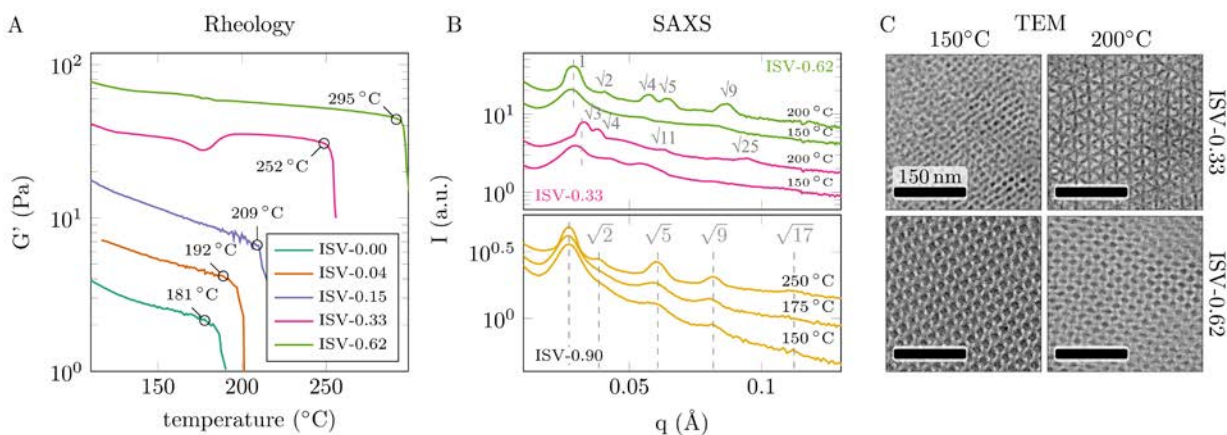 A
Rheology
10²
10¹
10⁰
G' (Pa)
295 °C
252 °C
209 °C
192 °C
181 °C
ISV-0.00
ISV-0.04
ISV-0.15
ISV-0.33
ISV-0.62
150
200
250
300
temperature (°C)
B
SAXS
I (a.u.)
10¹
10⁰
1
√2
√4
√5
√9
ISV-0.62
200 °C
150 °C
√3
√4
√11
√25
200 °C
150 °C
ISV-0.33
10⁰·⁵
10⁰
√2
√5
√9
√17
250 °C
175 °C
150 °C
ISV-0.90
0.05
0.1
q (Å)
C
TEM
150°C
200°C
ISV-0.33
150 nm
ISV-0.62